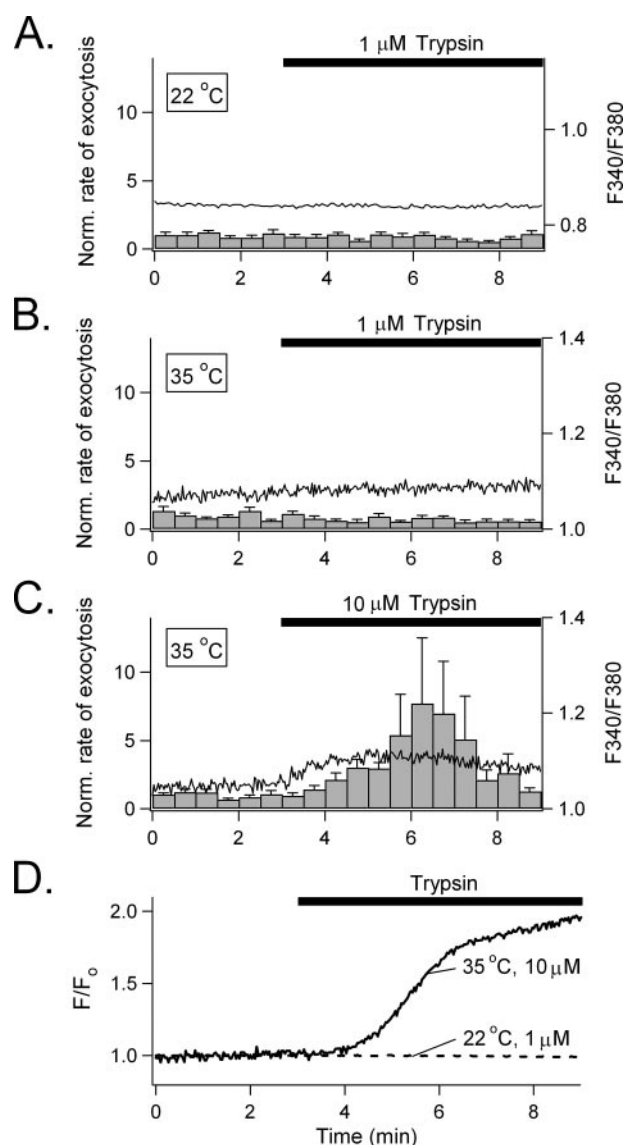 A.
1 μM Trypsin
22 °C
Norm. rate of exocytosis
10
5
0
1.0
0.8
F340/F380
0 2 4 6 8
B.
1 μM Trypsin
35 °C
Norm. rate of exocytosis
10
5
0
1.4
1.2
1.0
F340/F380
0 2 4 6 8
C.
10 μM Trypsin
35 °C
Norm. rate of exocytosis
10
5
0
1.4
1.2
1.0
F340/F380
0 2 4 6 8
D.
Trypsin
F/Fo
2.0
1.5
1.0
35 °C, 10 μM
22 °C, 1 μM
0 2 4 6 8
Time (min)